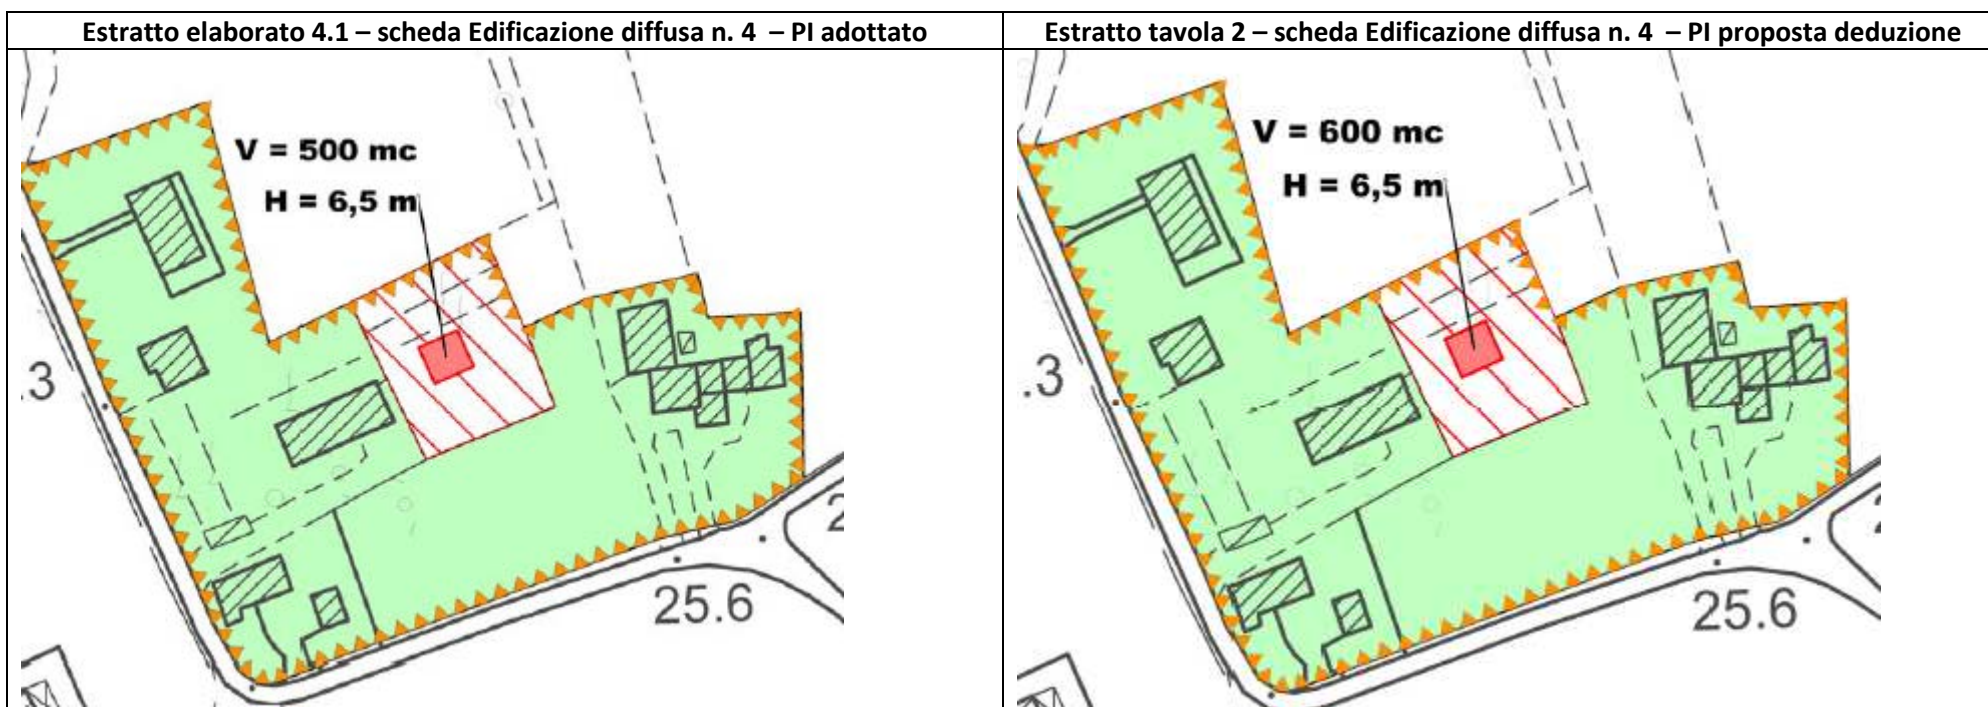 Estratto elaborato 4.1 – scheda Edificazione diffusa n. 4 – PI adottato
Estratto tavola 2 – scheda Edificazione diffusa n. 4 – PI proposta deduzione
V = 500 mc
H = 6,5 m
.3
25.6
V = 600 mc
H = 6,5 m
.3
25.6